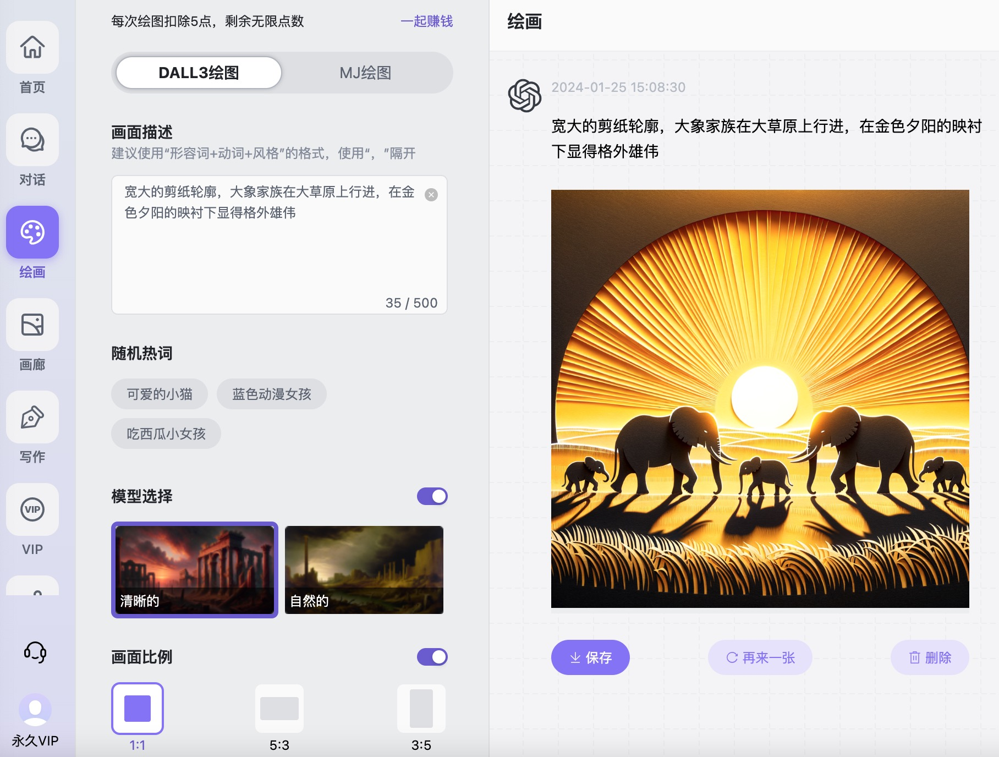 首页
对话
绘画
画廊
写作
VIP
VIP
永久VIP
每次绘图扣除5点，剩余无限点数
一起赚钱
DALL3绘图
MJ绘图
画面描述
建议使用“形容词+动词+风格”的格式，使用“，”隔开
宽大的剪纸轮廓，大象家族在大草原上行进，在金
色夕阳的映衬下显得格外雄伟
35 / 500
随机热词
可爱的小猫
蓝色动漫女孩
吃西瓜小女孩
模型选择
清晰的
自然的
画面比例
1:1
5:3
3:5
绘画
2024-01-25 15:08:30
宽大的剪纸轮廓，大象家族在大草原上行进，在金色夕阳的映衬
下显得格外雄伟
保存
再来一张
删除